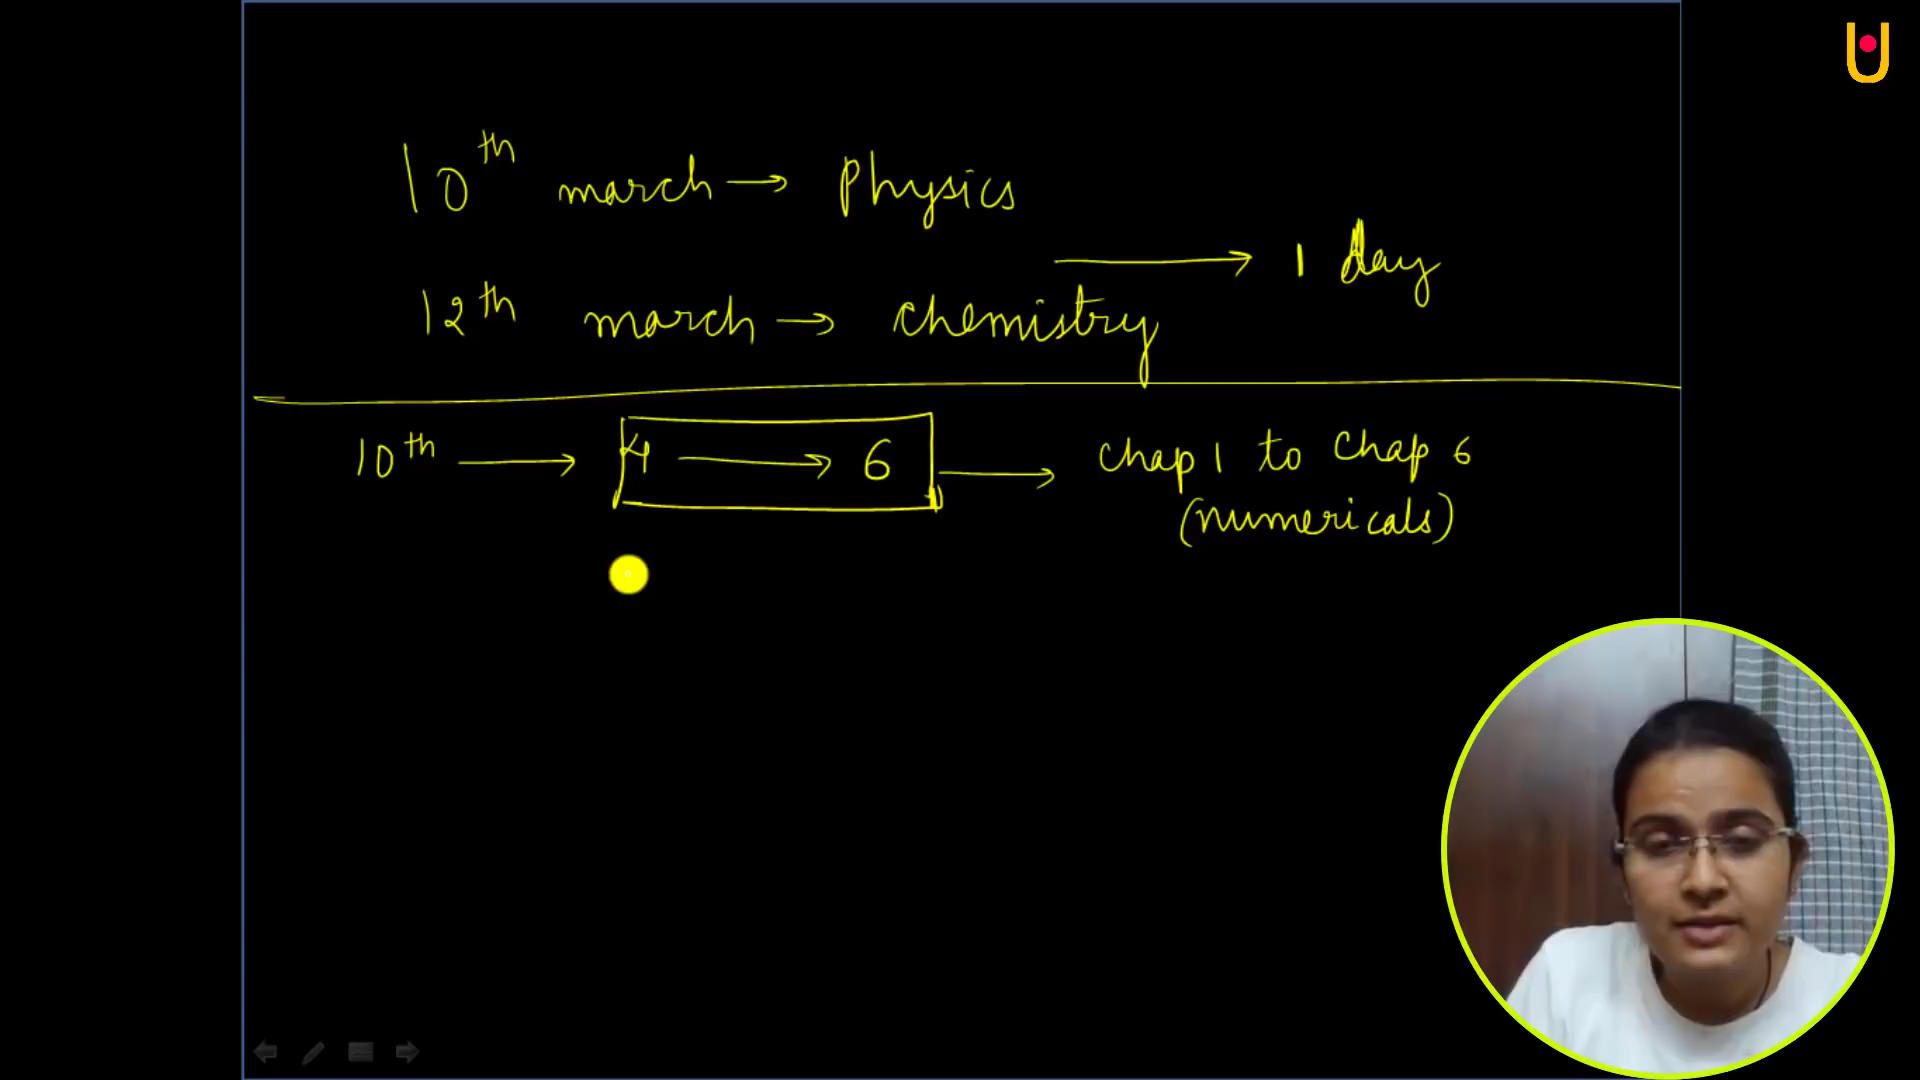 10th march → Physics
→ 1 day
12th march → chemistry
10th → 4 → 6 → Chap 1 to Chap 6
(numericals)